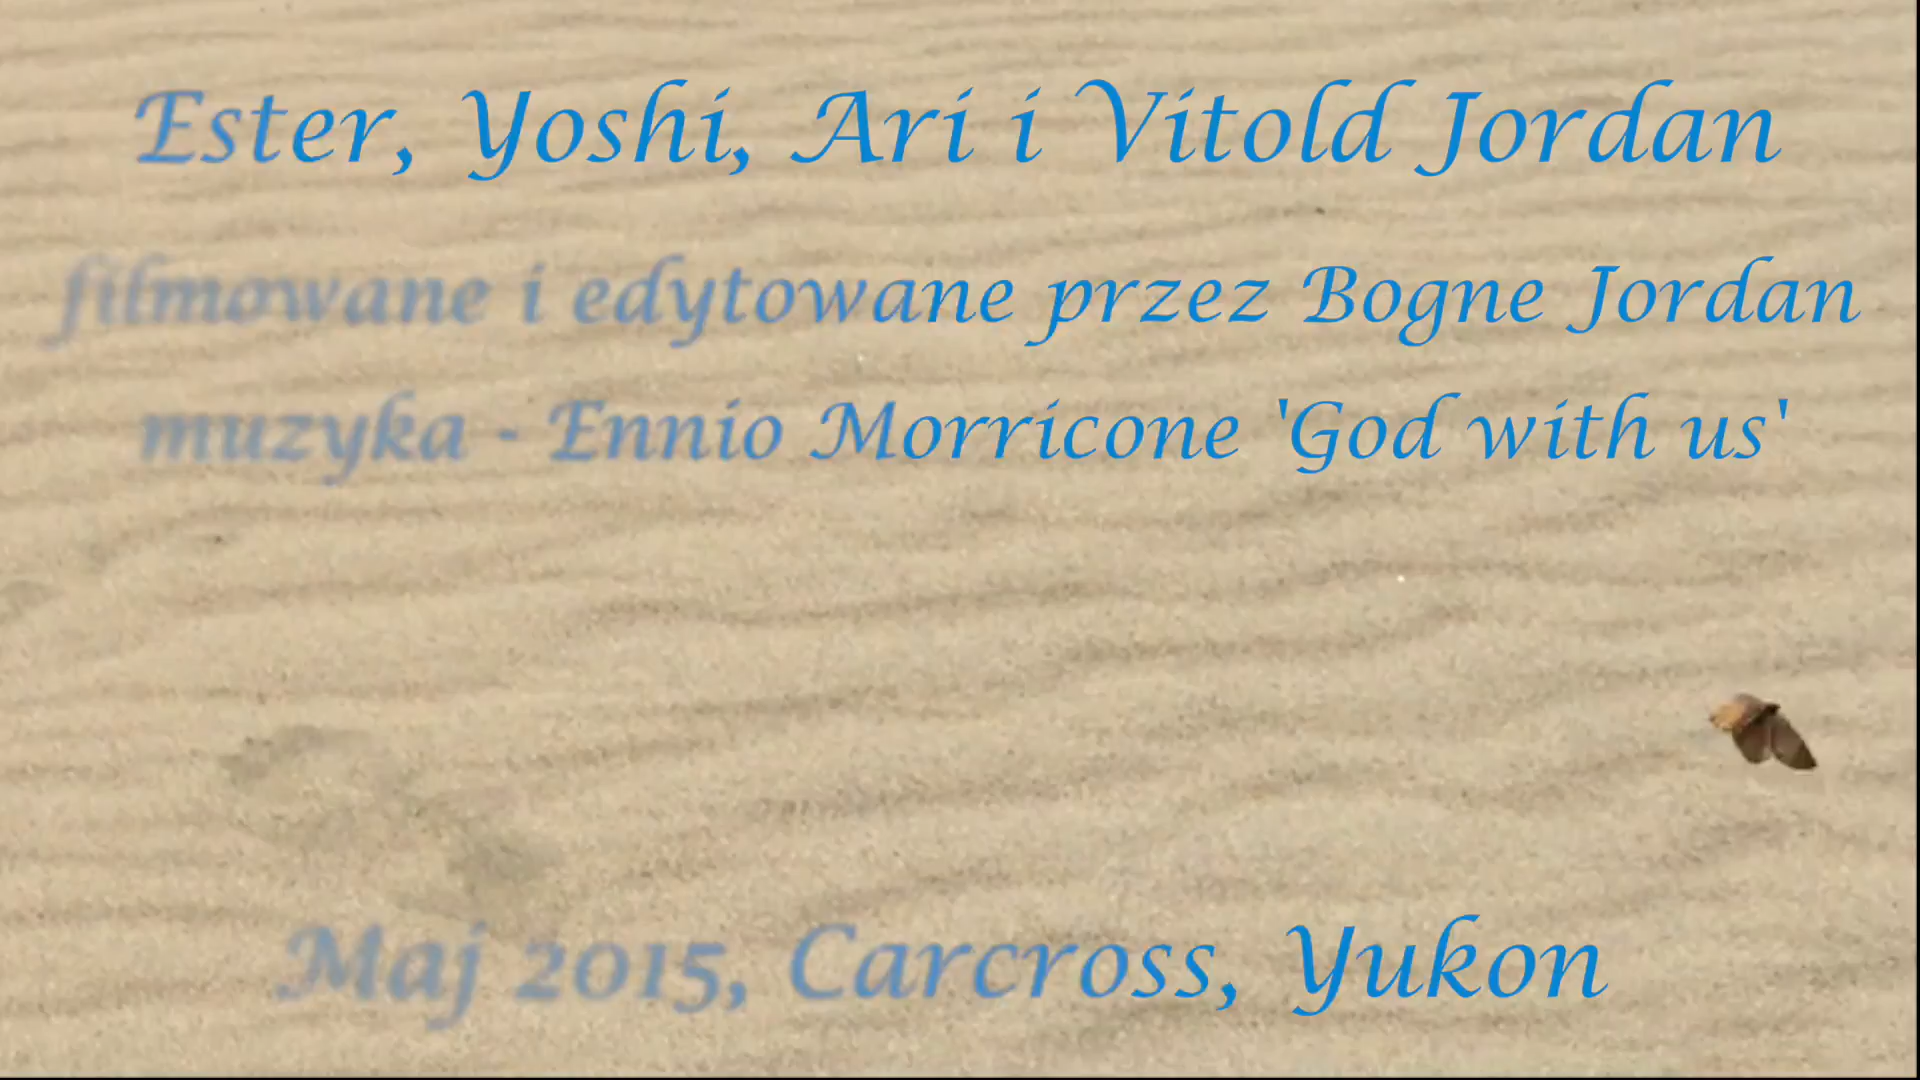 Ester, Yoshi, Ari i Vitold Jordan
filmowane i edytowane przez Bogne Jordan
muzyka - Ennio Morricone 'God with us'
Maj 2015, Carcross, Yukon